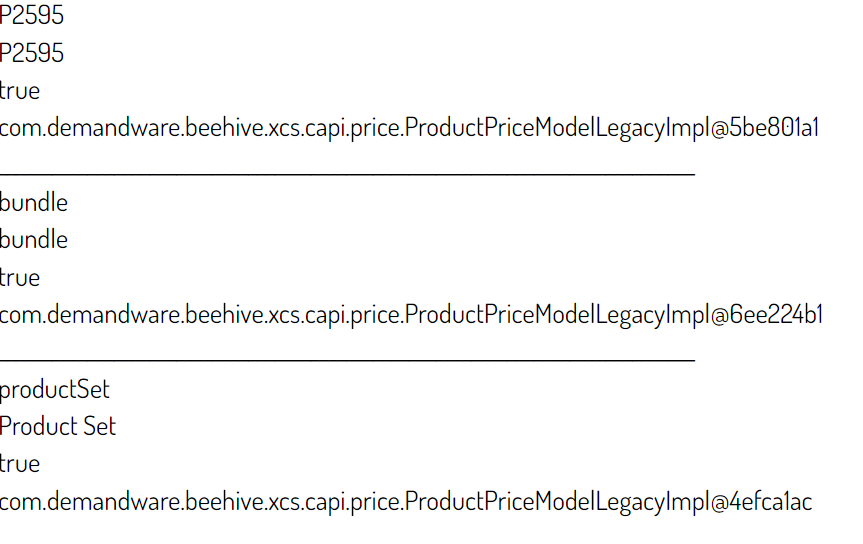 P2595
P2595
true
com.demandware.beehive.xcs.capi.price.ProductPriceModelLegacyImpl@5be801a1
bundle
bundle
true
com.demandware.beehive.xcs.capi.price.ProductPriceModelLegacyImpl@6ee224b1
productSet
Product Set
true
com.demandware.beehive.xcs.capi.price.ProductPriceModelLegacyImpl@4efca1ac